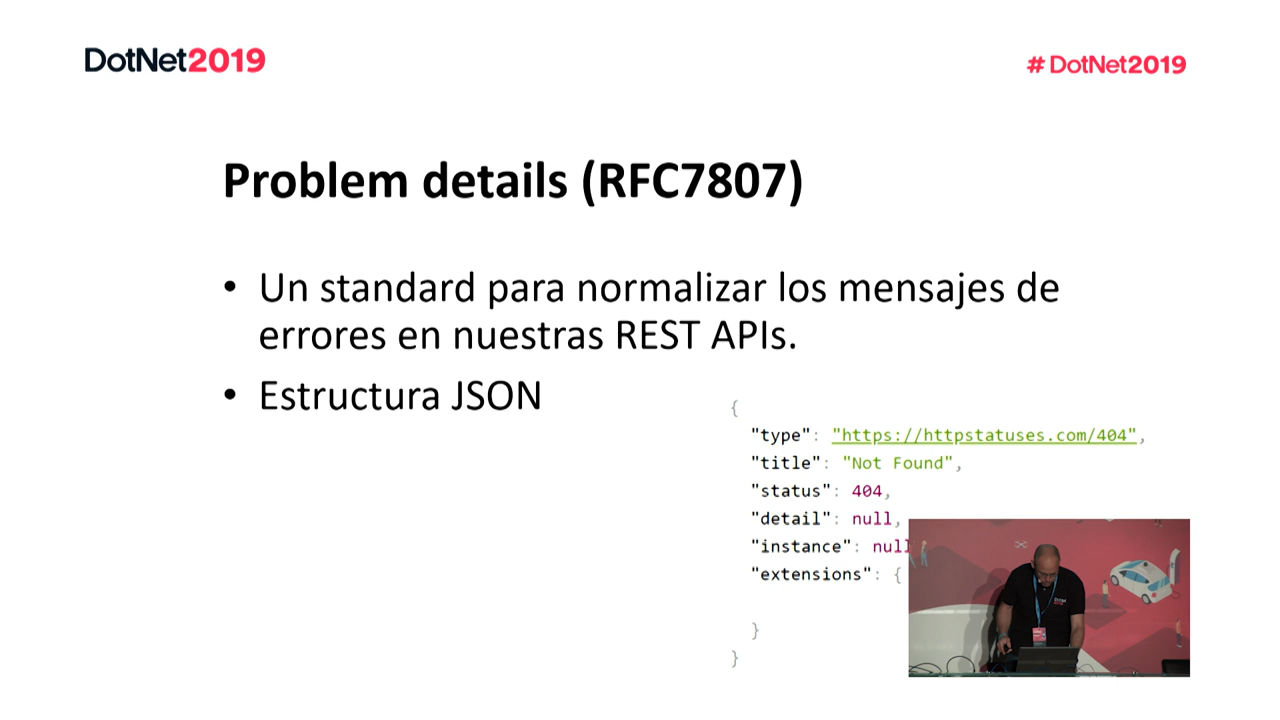 DotNet2019
# DotNet2019
Problem details (RFC7807)
• Un standard para normalizar los mensajes de
errores en nuestras REST APIs.
• Estructura JSON
{
"type": "https://httpstatuses.com/404",
"title": "Not Found",
"status": 404,
"detail": null,
"instance": null
"extensions": {
}
}